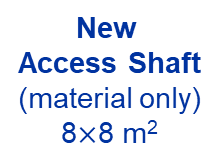 New
Access Shaft
(material only)
8×8 m²